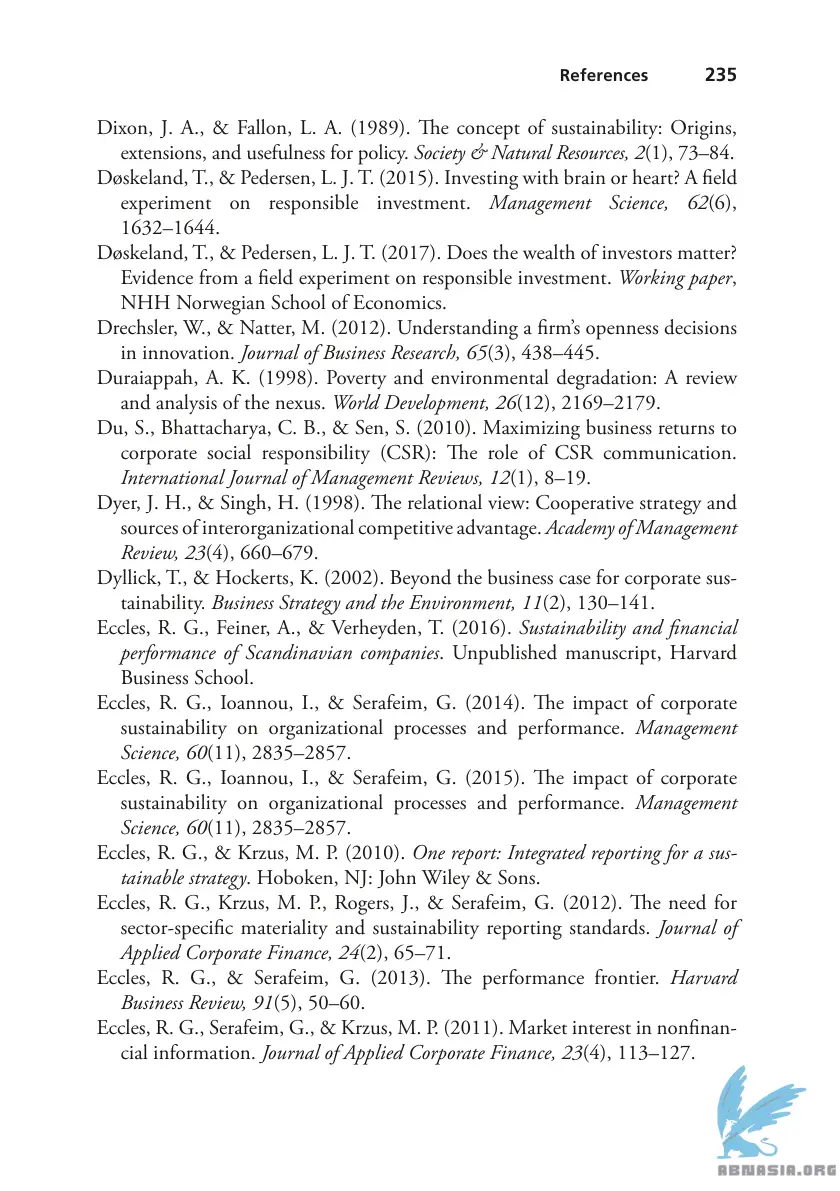 References 235
Dixon, J. A., & Fallon, L. A. (1989). The concept of sustainability: Origins,
extensions, and usefulness for policy. Society & Natural Resources, 2(1), 73–84.
Døskeland, T., & Pedersen, L. J. T. (2015). Investing with brain or heart? A field
experiment on responsible investment. Management Science, 62(6),
1632–1644.
Døskeland, T., & Pedersen, L. J. T. (2017). Does the wealth of investors matter?
Evidence from a field experiment on responsible investment. Working paper,
NHH Norwegian School of Economics.
Drechsler, W., & Natter, M. (2012). Understanding a firm’s openness decisions
in innovation. Journal of Business Research, 65(3), 438–445.
Duraiappah, A. K. (1998). Poverty and environmental degradation: A review
and analysis of the nexus. World Development, 26(12), 2169–2179.
Du, S., Bhattacharya, C. B., & Sen, S. (2010). Maximizing business returns to
corporate social responsibility (CSR): The role of CSR communication.
International Journal of Management Reviews, 12(1), 8–19.
Dyer, J. H., & Singh, H. (1998). The relational view: Cooperative strategy and
sources of interorganizational competitive advantage. Academy of Management
Review, 23(4), 660–679.
Dyllick, T., & Hockerts, K. (2002). Beyond the business case for corporate sus-
tainability. Business Strategy and the Environment, 11(2), 130–141.
Eccles, R. G., Feiner, A., & Verheyden, T. (2016). Sustainability and financial
performance of Scandinavian companies. Unpublished manuscript, Harvard
Business School.
Eccles, R. G., Ioannou, I., & Serafeim, G. (2014). The impact of corporate
sustainability on organizational processes and performance. Management
Science, 60(11), 2835–2857.
Eccles, R. G., Ioannou, I., & Serafeim, G. (2015). The impact of corporate
sustainability on organizational processes and performance. Management
Science, 60(11), 2835–2857.
Eccles, R. G., & Krzus, M. P. (2010). One report: Integrated reporting for a sus-
tainable strategy. Hoboken, NJ: John Wiley & Sons.
Eccles, R. G., Krzus, M. P., Rogers, J., & Serafeim, G. (2012). The need for
sector-specific materiality and sustainability reporting standards. Journal of
Applied Corporate Finance, 24(2), 65–71.
Eccles, R. G., & Serafeim, G. (2013). The performance frontier. Harvard
Business Review, 91(5), 50–60.
Eccles, R. G., Serafeim, G., & Krzus, M. P. (2011). Market interest in nonfinan-
cial information. Journal of Applied Corporate Finance, 23(4), 113–127.
ABNASIA.ORG